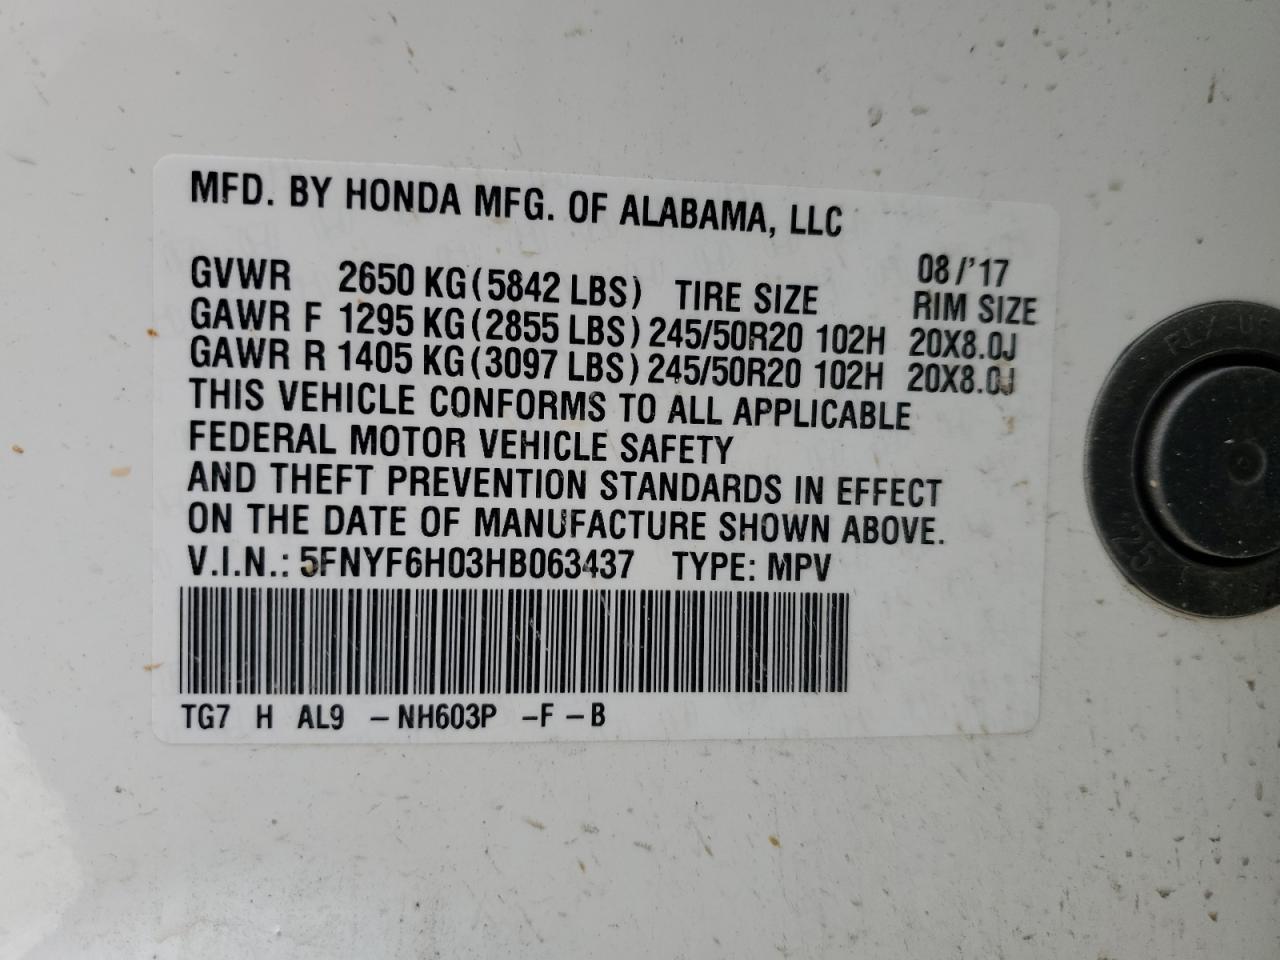 MFD. BY HONDA MFG. OF ALABAMA, LLC
08/'17
GVWR 2650 KG(5842 LBS) TIRE SIZE RIM SIZE
GAWR F 1295 KG(2855 LBS) 245/50R20 102H 20X8.0J
GAWR R 1405 KG(3097 LBS) 245/50R20 102H 20X8.0J
THIS VEHICLE CONFORMS TO ALL APPLICABLE
FEDERAL MOTOR VEHICLE SAFETY
AND THEFT PREVENTION STANDARDS IN EFFECT
ON THE DATE OF MANUFACTURE SHOWN ABOVE.
V.I.N.: 5FNYF6H03HB063437 TYPE: MPV
TG7 H AL9 -NH603P -F -B
25